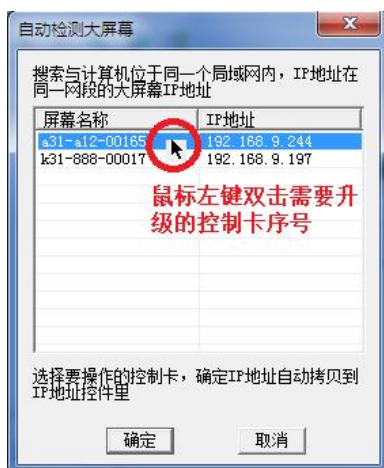 自动检测大屏幕
搜索与计算机位于同一个局域网内，IP地址在
同一网段的大屏幕IP地址
屏幕名称 IP地址
a31-a12-00165 192.168.9.244
k31-888-00017 192.168.9.197
鼠标左键双击需要升
级的控制卡序号
选择要操作的控制卡，确定IP地址自动拷贝到
IP地址控件里
确定 取消